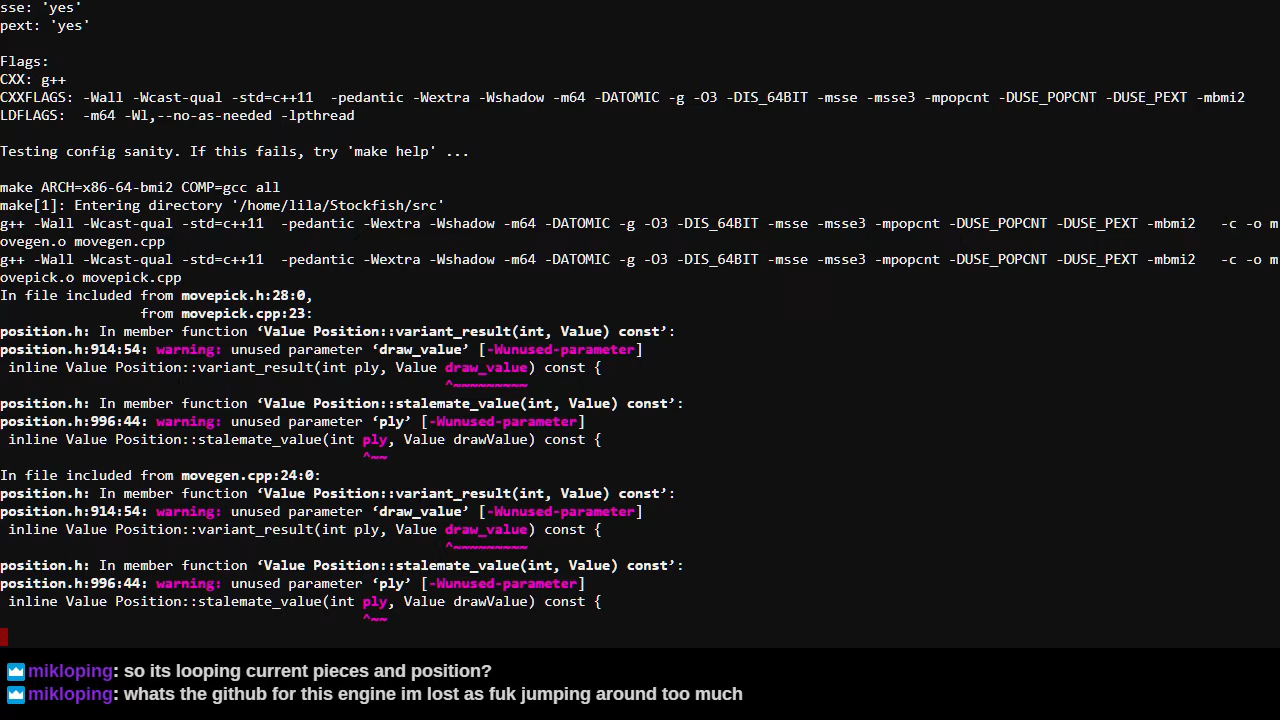 sse: 'yes'
pext: 'yes'
Flags:
CXX: g++
CXXFLAGS: -Wall -Wcast-qual -std=c++11  -pedantic -Wextra -Wshadow -m64 -DATOMIC -g -O3 -DIS_64BIT -msse -msse3 -mpopcnt -DUSE_POPCNT -DUSE_PEXT -mbmi2
LDFLAGS:  -m64 -Wl,--no-as-needed -lpthread
Testing config sanity. If this fails, try 'make help' ...
make ARCH=x86-64-bmi2 COMP=gcc all
make[1]: Entering directory '/home/lila/Stockfish/src'
g++ -Wall -Wcast-qual -std=c++11  -pedantic -Wextra -Wshadow -m64 -DATOMIC -g -O3 -DIS_64BIT -msse -msse3 -mpopcnt -DUSE_POPCNT -DUSE_PEXT -mbmi2   -c -o m
ovegen.o movegen.cpp
g++ -Wall -Wcast-qual -std=c++11  -pedantic -Wextra -Wshadow -m64 -DATOMIC -g -O3 -DIS_64BIT -msse -msse3 -mpopcnt -DUSE_POPCNT -DUSE_PEXT -mbmi2   -c -o m
ovepick.o movepick.cpp
In file included from movepick.h:28:0,
                 from movepick.cpp:23:
position.h: In member function ‘Value Position::variant_result(int, Value) const’:
position.h:914:54: warning: unused parameter ‘draw_value’ [-Wunused-parameter]
 inline Value Position::variant_result(int ply, Value draw_value) const {
                                                      ^~~~~~~~~~
position.h: In member function ‘Value Position::stalemate_value(int, Value) const’:
position.h:996:44: warning: unused parameter ‘ply’ [-Wunused-parameter]
 inline Value Position::stalemate_value(int ply, Value drawValue) const {
                                            ^~~
In file included from movegen.cpp:24:0:
position.h: In member function ‘Value Position::variant_result(int, Value) const’:
position.h:914:54: warning: unused parameter ‘draw_value’ [-Wunused-parameter]
 inline Value Position::variant_result(int ply, Value draw_value) const {
                                                      ^~~~~~~~~~
position.h: In member function ‘Value Position::stalemate_value(int, Value) const’:
position.h:996:44: warning: unused parameter ‘ply’ [-Wunused-parameter]
 inline Value Position::stalemate_value(int ply, Value drawValue) const {
                                            ^~~
mikloping: so its looping current pieces and position?
mikloping: whats the github for this engine im lost as fuk jumping around too much